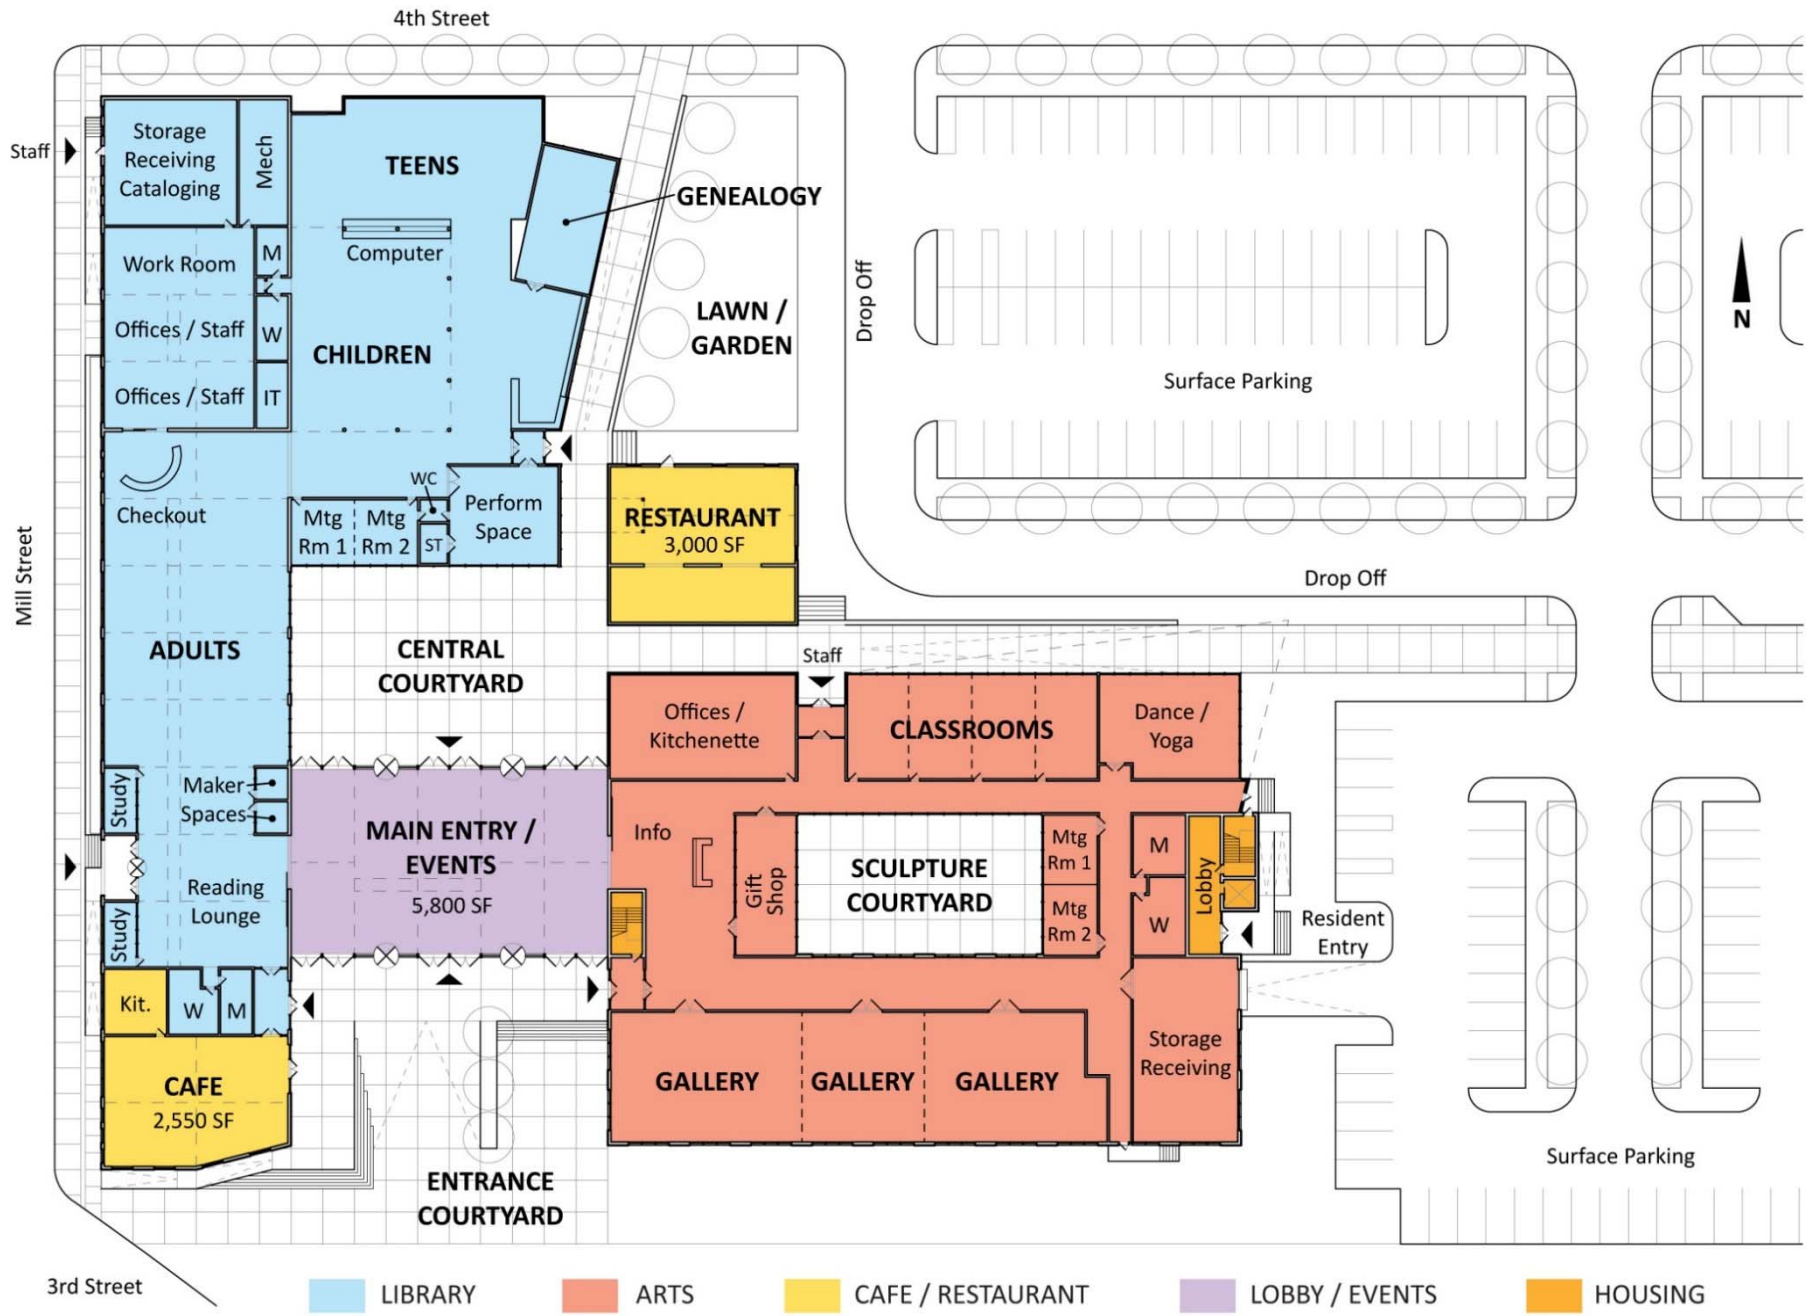 4th Street
Staff
Storage
Receiving
Cataloging
Mech
TEENS
GENEALOGY
Computer
Work Room
M
Offices / Staff
W
CHILDREN
Offices / Staff
IT
LAWN /
GARDEN
Drop Off
Surface Parking
N
Checkout
WC
Mtg
Rm 1
Mtg
Rm 2
ST
Perform
Space
RESTAURANT
3,000 SF
Drop Off
Mill Street
ADULTS
CENTRAL
COURTYARD
Staff
Offices /
Kitchenette
CLASSROOMS
Dance /
Yoga
Study
Maker
Spaces
MAIN ENTRY /
EVENTS
5,800 SF
Info
Gift
Shop
SCULPTURE
COURTYARD
Mtg
Rm 1
Mtg
Rm 2
M
W
Lobby
Resident
Entry
Reading
Lounge
Study
Kit.
W
M
CAFE
2,550 SF
GALLERY
GALLERY
GALLERY
Storage
Receiving
Surface Parking
ENTRANCE
COURTYARD
3rd Street
LIBRARY
ARTS
CAFE / RESTAURANT
LOBBY / EVENTS
HOUSING